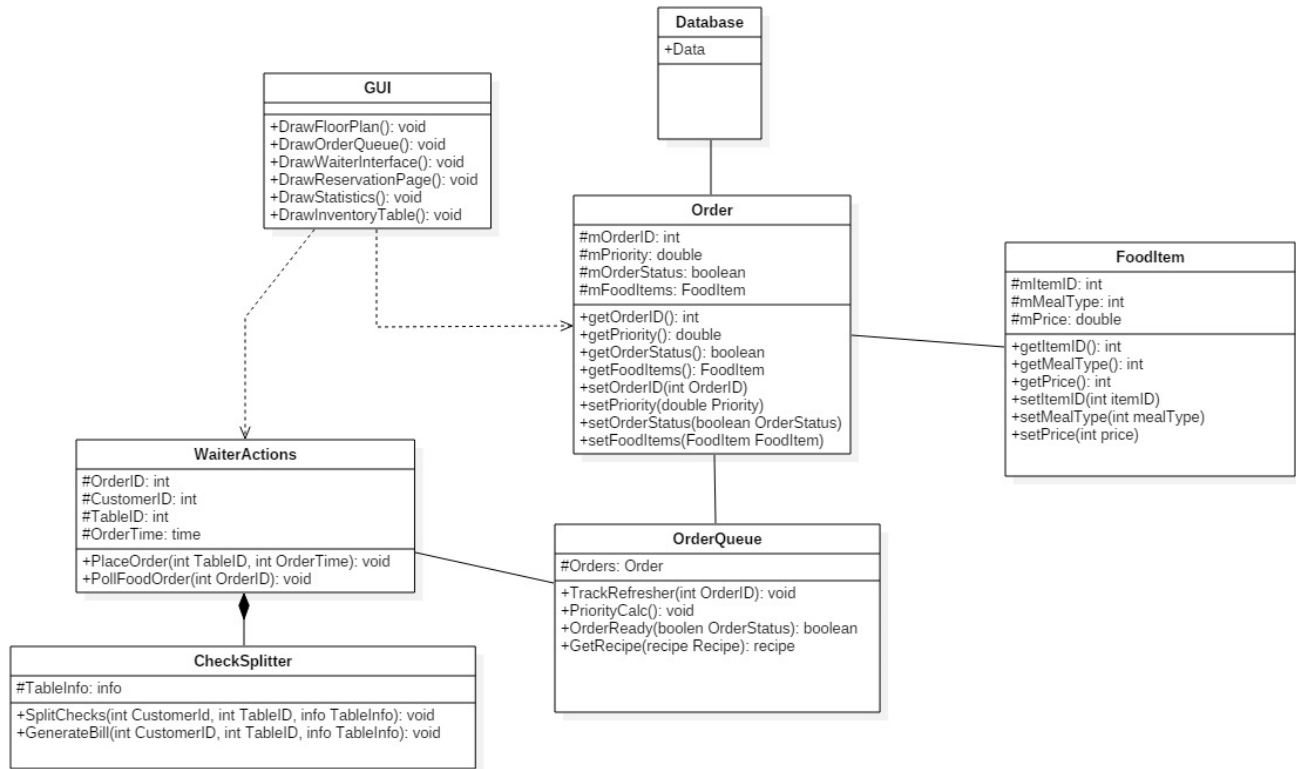 Database
+Data
GUI
+DrawFloorPlan(): void
+DrawOrderQueue(): void
+DrawWaiterInterface(): void
+DrawReservationPage(): void
+DrawStatistics(): void
+DrawInventoryTable(): void
Order
#mOrderID: int
#mPriority: double
#mOrderStatus: boolean
#mFoodItems: FoodItem
+getOrderID(): int
+getPriority(): double
+getOrderStatus(): boolean
+getFoodItems(): FoodItem
+setOrderID(int OrderID)
+setPriority(double Priority)
+setOrderStatus(boolean OrderStatus)
+setFoodItems(FoodItem FoodItem)
FoodItem
#mItemID: int
#mMealType: int
#mPrice: double
+getItemID(): int
+getMealType(): int
+getPrice(): int
+setItemID(int itemID)
+setMealType(int mealType)
+setPrice(int price)
WaiterActions
#OrderID: int
#CustomerID: int
#TableID: int
#OrderTime: time
+PlaceOrder(int TableID, int OrderTime): void
+PollFoodOrder(int OrderID): void
OrderQueue
#Orders: Order
+TrackRefresher(int OrderID): void
+PriorityCalc(): void
+OrderReady(boolen OrderStatus): boolean
+GetRecipe(recipe Recipe): recipe
CheckSplitter
#TableInfo: info
+SplitChecks(int CustomerId, int TableID, info TableInfo): void
+GenerateBill(int CustomerID, int TableID, info TableInfo): void